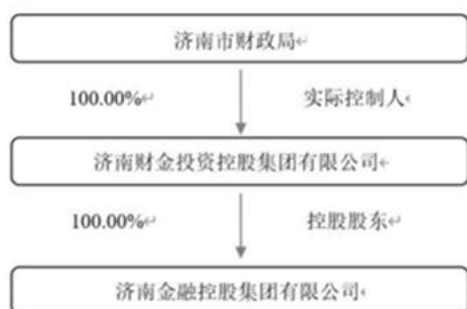 济南市财政局
100.00% 实际控制人
济南财金投资控股集团有限公司
100.00% 控股股东
济南金融控股集团有限公司